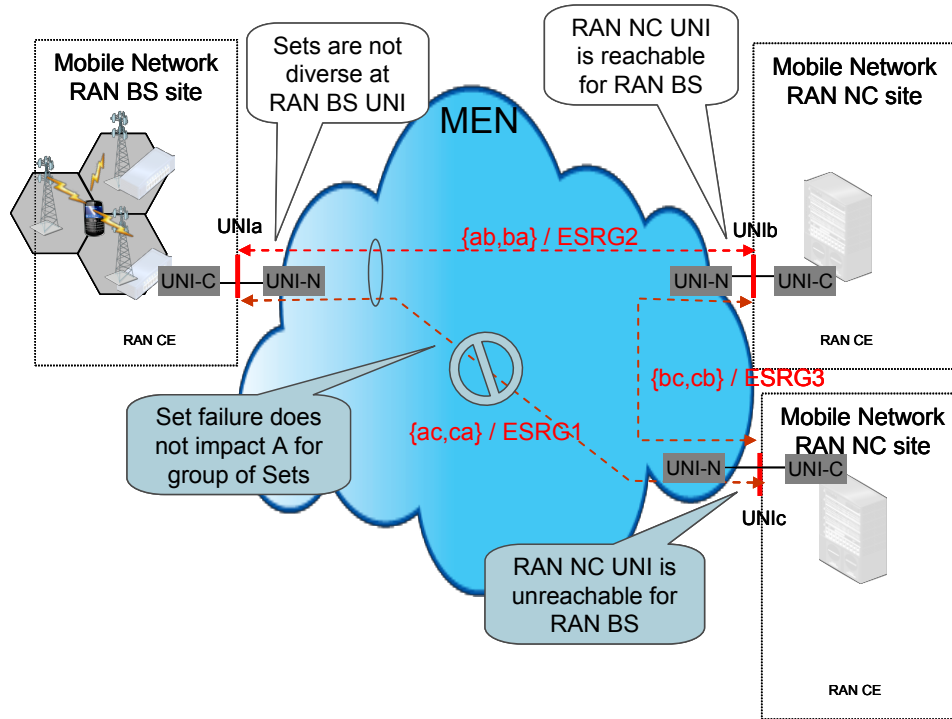 Sets are not
diverse at
RAN BS UNI
RAN NC UNI
is reachable
for RAN BS
Mobile Network
RAN BS site
Mobile Network
RAN NC site
MEN
UNIa
{ab,ba} / ESRG2
UNIb
UNI-C
UNI-N
UNI-N
UNI-C
RAN CE
RAN CE
{bc,cb} / ESRG3
Set failure does
not impact A for
group of Sets
{ac,ca} / ESRG1
Mobile Network
RAN NC site
UNI-N
UNI-C
UNIc
RAN NC UNI is
unreachable for
RAN BS
RAN CE